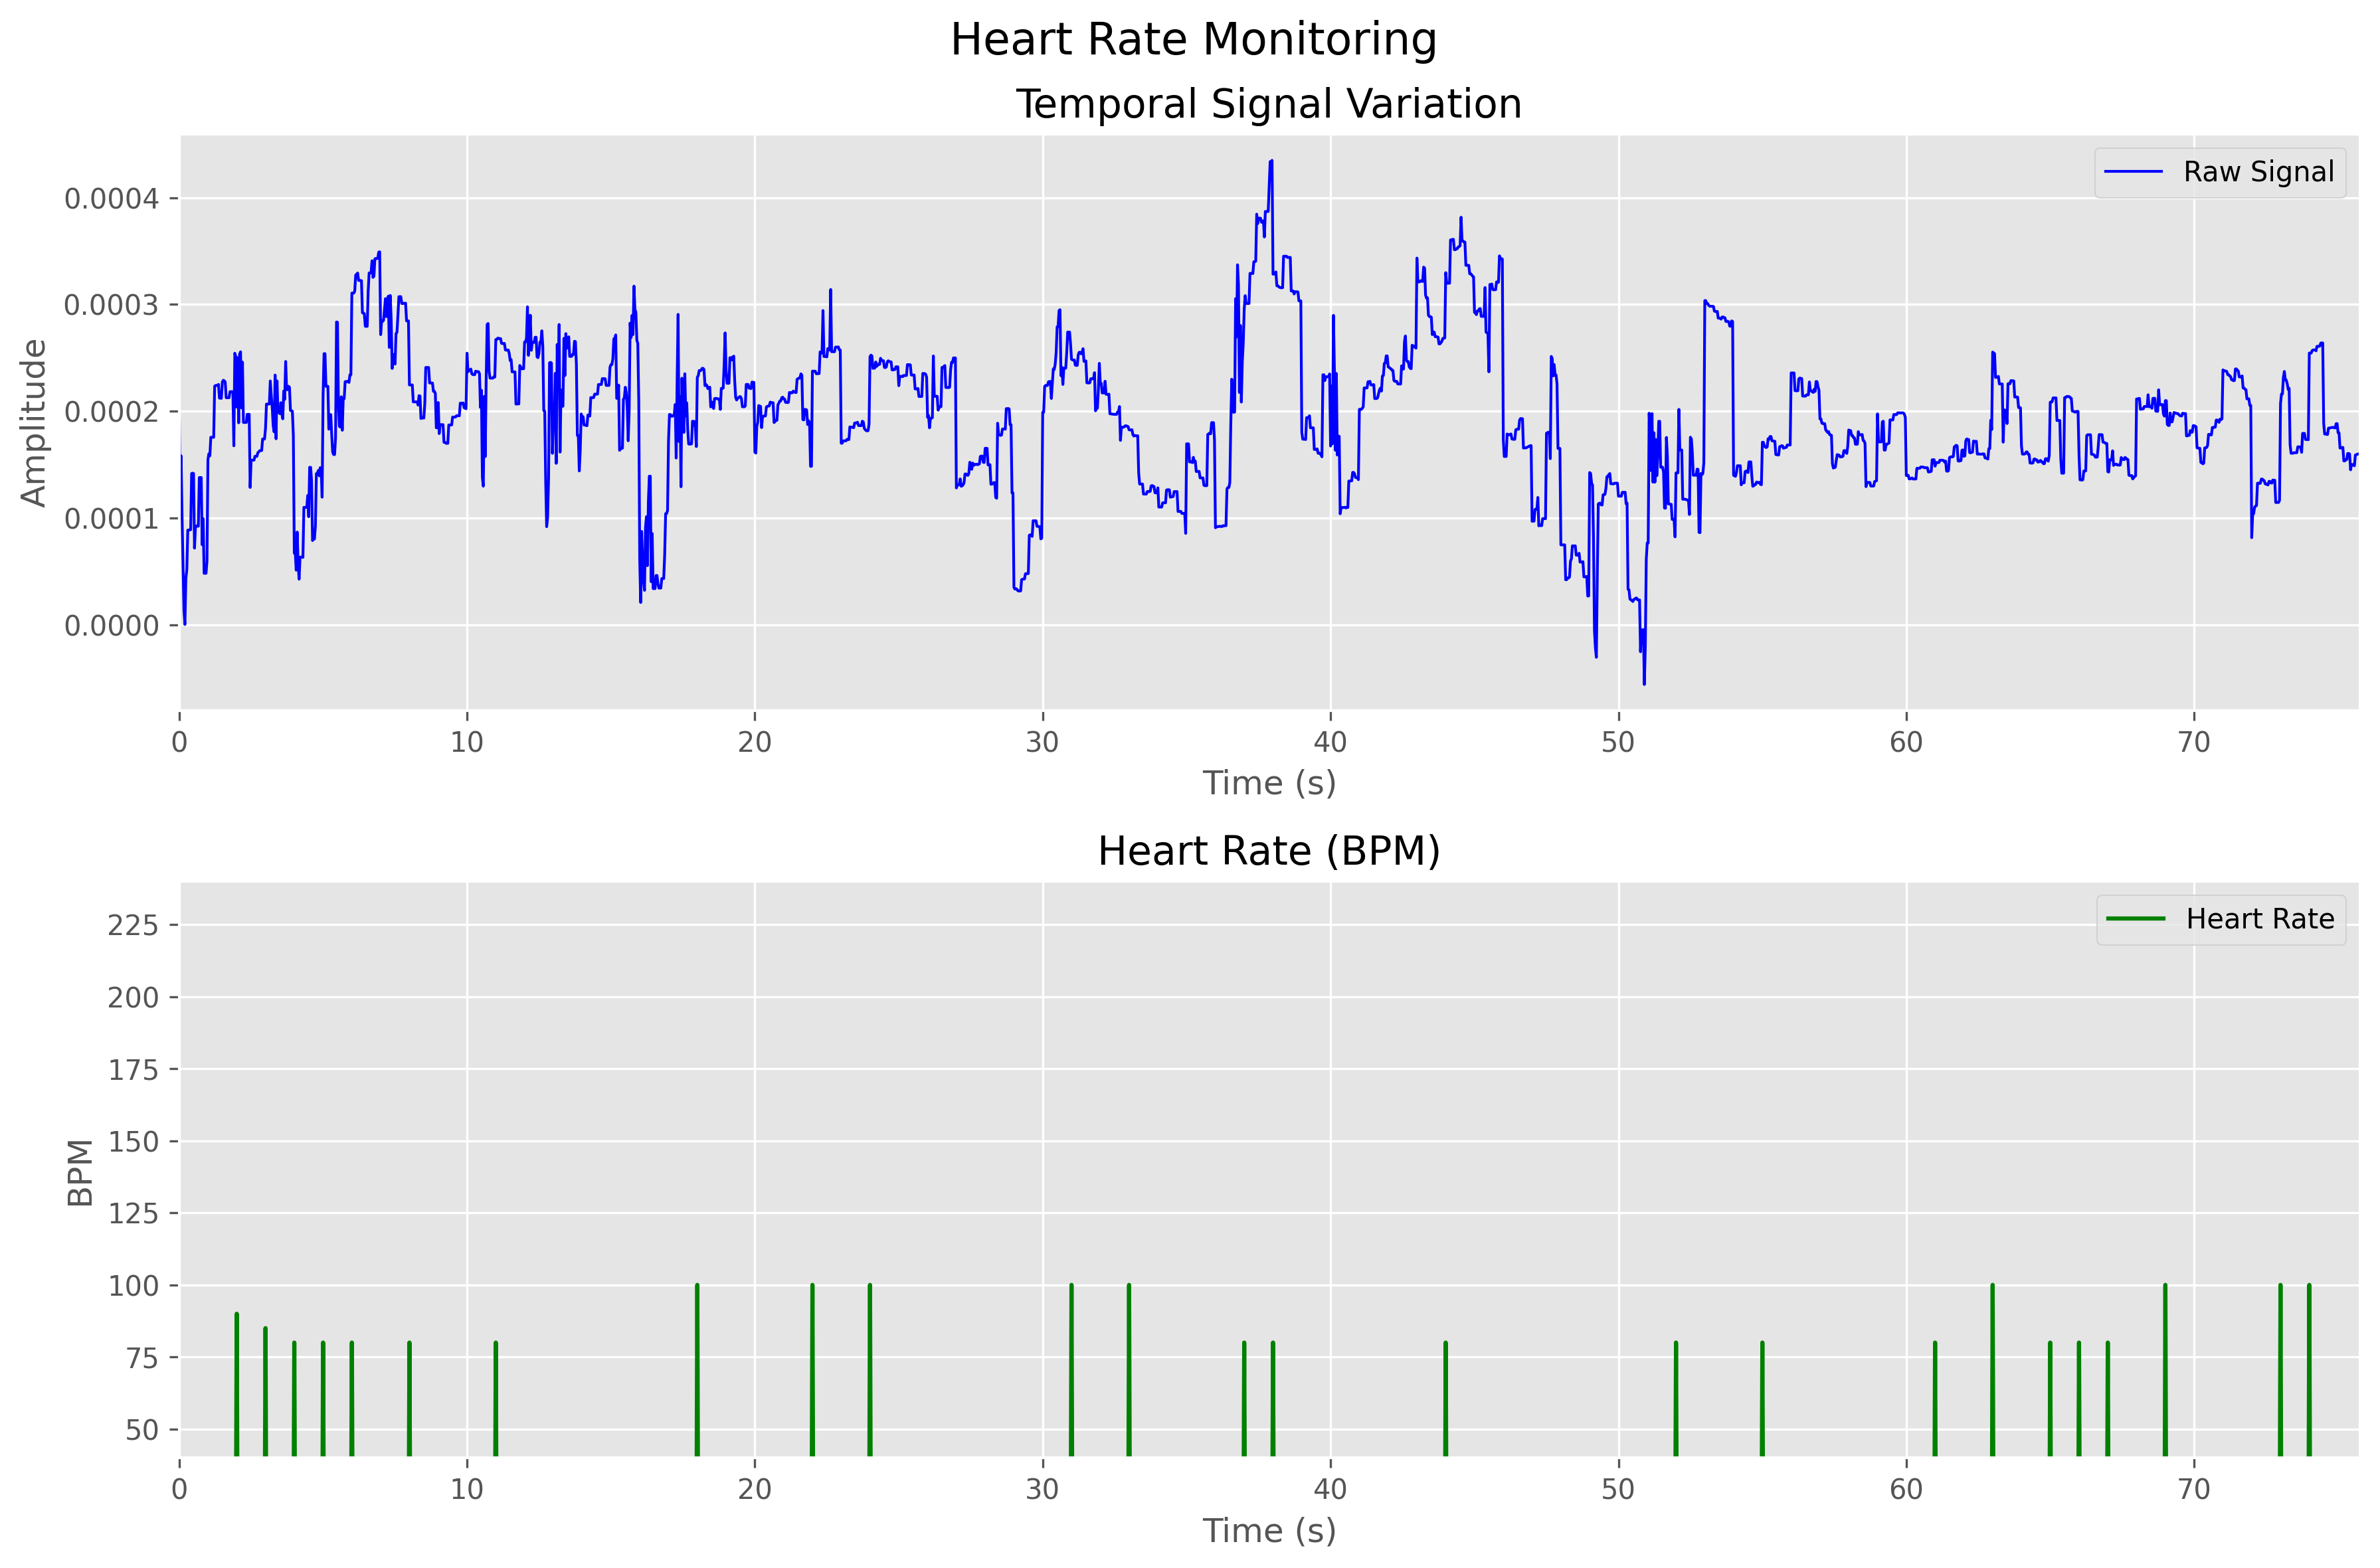 Heart Rate Monitoring
Temporal Signal Variation
Raw Signal
Amplitude
0.0004
0.0003
0.0002
0.0001
0.0000
0 10 20 30 40 50 60 70
Time (s)
Heart Rate (BPM)
Heart Rate
BPM
225
200
175
150
125
100
75
50
0 10 20 30 40 50 60 70
Time (s)